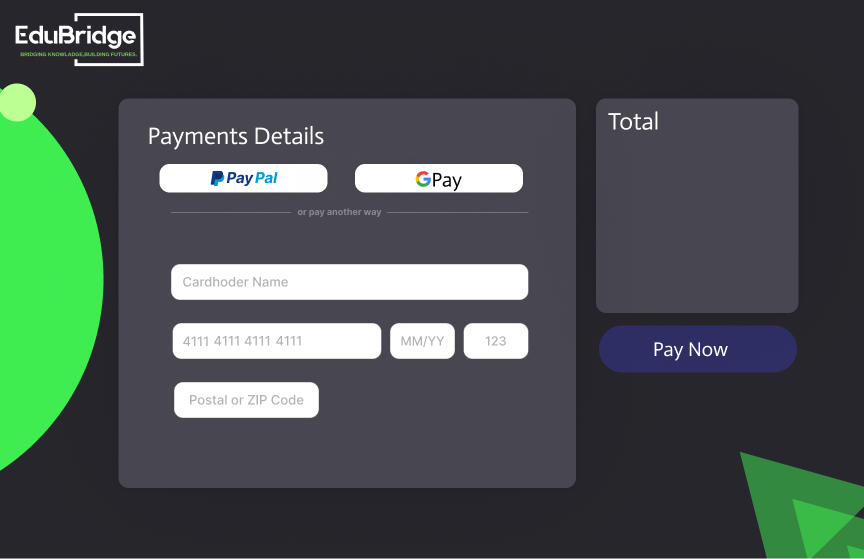 EduBridge
BRIDGING KNOWLADGE,BUILDING FUTURES.
Payments Details
PayPal
G Pay
or pay another way
Cardhoder Name
4111 4111 4111 4111
MM/YY
123
Postal or ZIP Code
Total
Pay Now